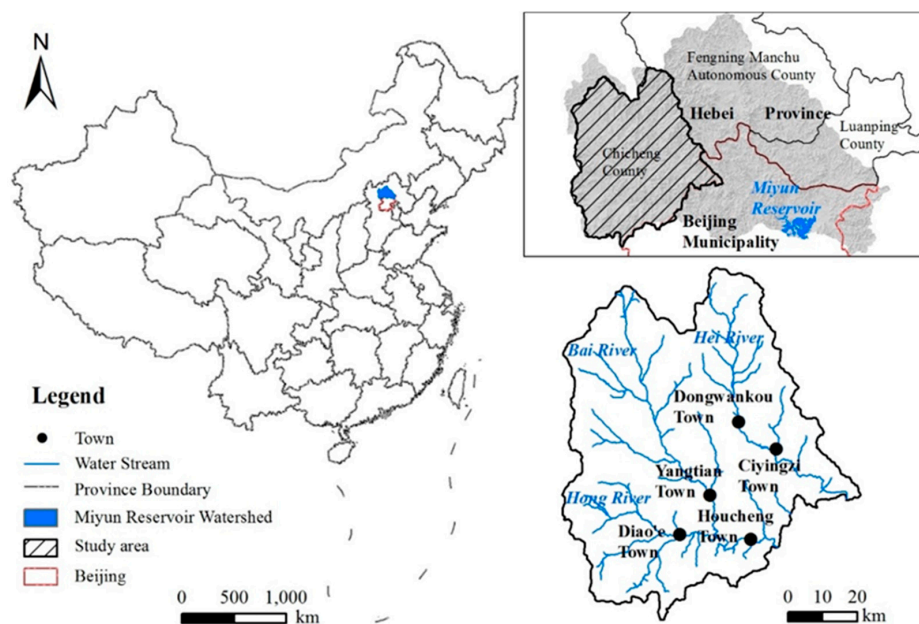 N
Legend
Town
Water Stream
Province Boundary
Miyun Reservoir Watershed
Study area
Beijing
0 500 1,000
km
Fengning Manchu
Autonomous County
Hebei Province
Luanping
County
Chicheng
County
Miyun
Reservoir
Beijing
Municipality
Bai River
Hei River
Dongwankou
Town
Ciyingzi
Town
Yangtian
Town
Hong River
Houcheng
Town
Diao'e
Town
0 10 20
km